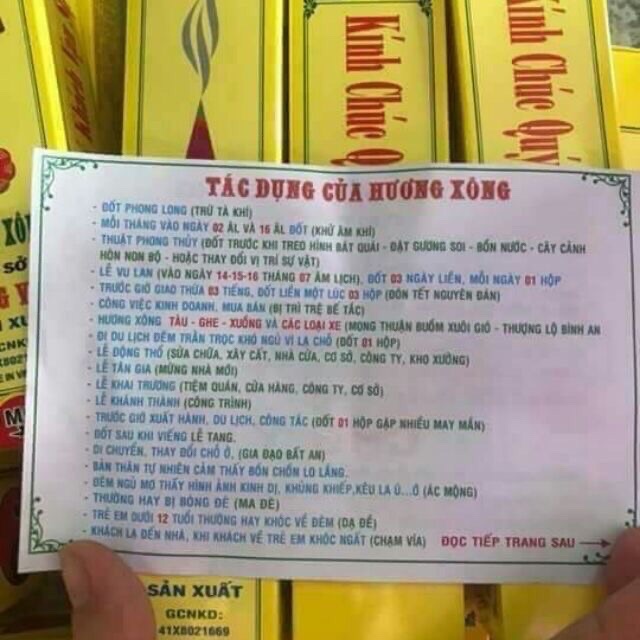 Kính Chúc Quý
Kính Chúc Quý
TÁC DỤNG CỦA HƯƠNG XÔNG
- ĐỐT PHONG LONG (TRỪ TÀ KHÍ)
- MỖI THÁNG VÀO NGÀY 02 ÂL VÀ 16 ÂL ĐỐT (KHỬ ÂM KHÍ)
- THUẬT PHONG THỦY (ĐỐT TRƯỚC KHI TREO HÌNH BÁT QUÁI - ĐẶT GƯƠNG SOI - BỒN NƯỚC - CÂY CẢNH
HÒN NON BỘ - HOẶC THAY ĐỔI VỊ TRÍ SỰ VẬT)
- LỄ VU LAN (VÀO NGÀY 14-15-16 THÁNG 07 ÂM LỊCH), ĐỐT 03 NGÀY LIỀN, MỖI NGÀY 01 HỘP
- TRƯỚC GIỜ GIAO THỪA 03 TIẾNG, ĐỐT LIỀN MỘT LÚC 03 HỘP (ĐÓN TẾT NGUYÊN ĐÁN)
- CÔNG VIỆC KINH DOANH, MUA BÁN (BỊ TRÌ TRỆ BẾ TẮC)
- HƯƠNG XÔNG TÀU - GHE - XUỒNG VÀ CÁC LOẠI XE (MONG THUẬN BUỒM XUÔI GIÓ - THƯỢNG LỘ BÌNH AN
- ĐI DU LỊCH ĐÊM TRẰN TRỌC KHÓ NGỦ VÌ LẠ CHỖ (ĐỐT 01 HỘP)
- LỄ ĐỘNG THỔ (SỬA CHỮA, XÂY CẤT, NHÀ CỬA, CƠ SỞ, CÔNG TY, KHO XƯỞNG)
- LỄ TÂN GIA (MỪNG NHÀ MỚI)
- LỄ KHAI TRƯƠNG (TIỆM QUÁN, CỬA HÀNG, CÔNG TY, CƠ SỞ)
- LỄ KHÁNH THÀNH (CÔNG TRÌNH)
- TRƯỚC GIỜ XUẤT HÀNH, DU LỊCH, CÔNG TÁC (ĐỐT 01 HỘP GẶP NHIỀU MAY MẮN)
- ĐỐT SAU KHI VIẾNG LỄ TANG.
- DI CHUYỂN, THAY ĐỔI CHỖ Ở, (GIA ĐẠO BẤT AN)
- BẢN THÂN TỰ NHIÊN CẢM THẤY BỒN CHỒN LO LẮNG.
- ĐÊM NGỦ MƠ THẤY HÌNH ẢNH KINH DỊ, KHỦNG KHIẾP,KÊU LA Ú...Ớ (ÁC MỘNG)
- THƯỜNG HAY BỊ BÓNG ĐÈ (MA ĐÈ)
- TRẺ EM DƯỚI 12 TUỔI THƯỜNG HAY KHÓC VỀ ĐÊM (DẠ ĐỀ)
- KHÁCH LẠ ĐẾN NHÀ, KHI KHÁCH VỀ TRẺ EM KHÓC NGẤT (CHẠM VÍA) ĐỌC TIẾP TRANG SAU
SẢN XUẤT
GCNKD:
41X8021669